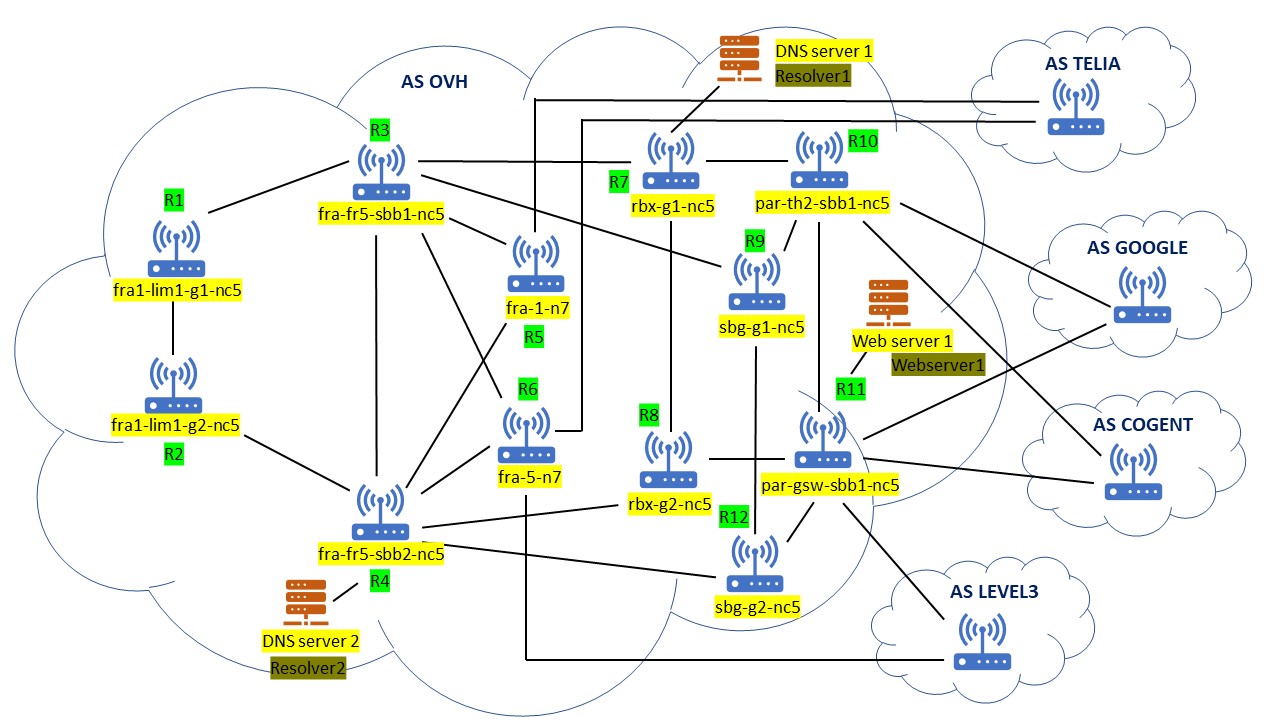 DNS server 1
AS TELIA
AS OVH
Resolver1
R3
R10
R7
R1
fra-fr5-sbb1-nc5
rbx-g1-nc5
par-th2-sbb1-nc5
R9
AS GOOGLE
fra1-lim1-g1-nc5
fra-1-n7
sbg-g1-nc5
R5
Web server 1
Webserver1
R6
R11
R8
fra1-lim1-g2-nc5
AS COGENT
R2
fra-5-n7
par-gsw-sbb1-nc5
rbx-g2-nc5
R12
fra-fr5-sbb2-nc5
R4
AS LEVEL3
sbg-g2-nc5
DNS server 2
Resolver2